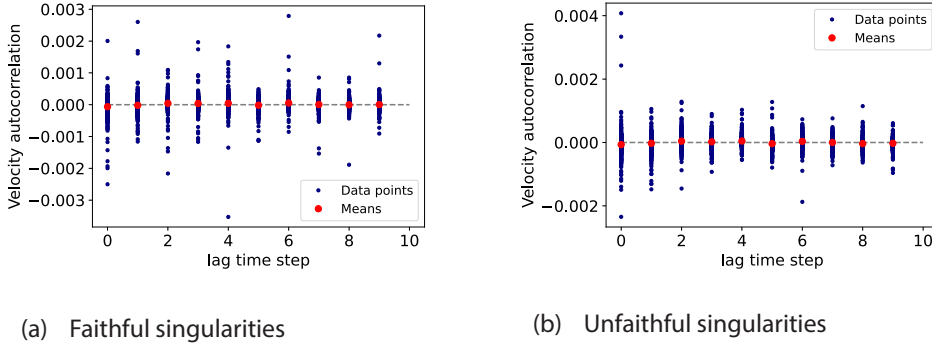 0.003
0.002
0.001
0.000
−0.001
−0.002
−0.003
Velocity autocorrelation
Data points
Means
0 2 4 6 8 10
lag time step
(a) Faithful singularities
0.004
0.002
0.000
−0.002
Velocity autocorrelation
Data points
Means
0 2 4 6 8 10
lag time step
(b) Unfaithful singularities